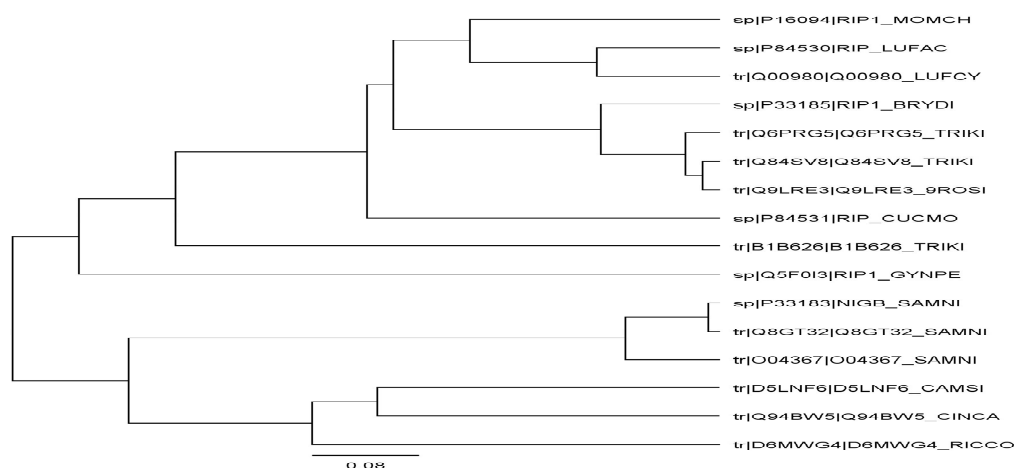 sp|P16094|RIP1_MOMCH
sp|P84530|RIP_LUFAC
tr|Q00980|Q00980_LUFCY
sp|P33185|RIP1_BRYDI
tr|Q6PRG5|Q6PRG5_TRIKI
tr|Q84SV8|Q84SV8_TRIKI
tr|Q9LRE3|Q9LRE3_9ROSI
sp|P84531|RIP_CUCMO
tr|B1B626|B1B626_TRIKI
sp|Q5F0I3|RIP1_GYNPE
sp|P33183|NIGB_SAMNI
tr|Q8GT32|Q8GT32_SAMNI
tr|O04367|O04367_SAMNI
tr|D5LNF6|D5LNF6_CAMSI
tr|Q94BW5|Q94BW5_CINCA
tr|D6MWG4|D6MWG4_RICCO
0.08